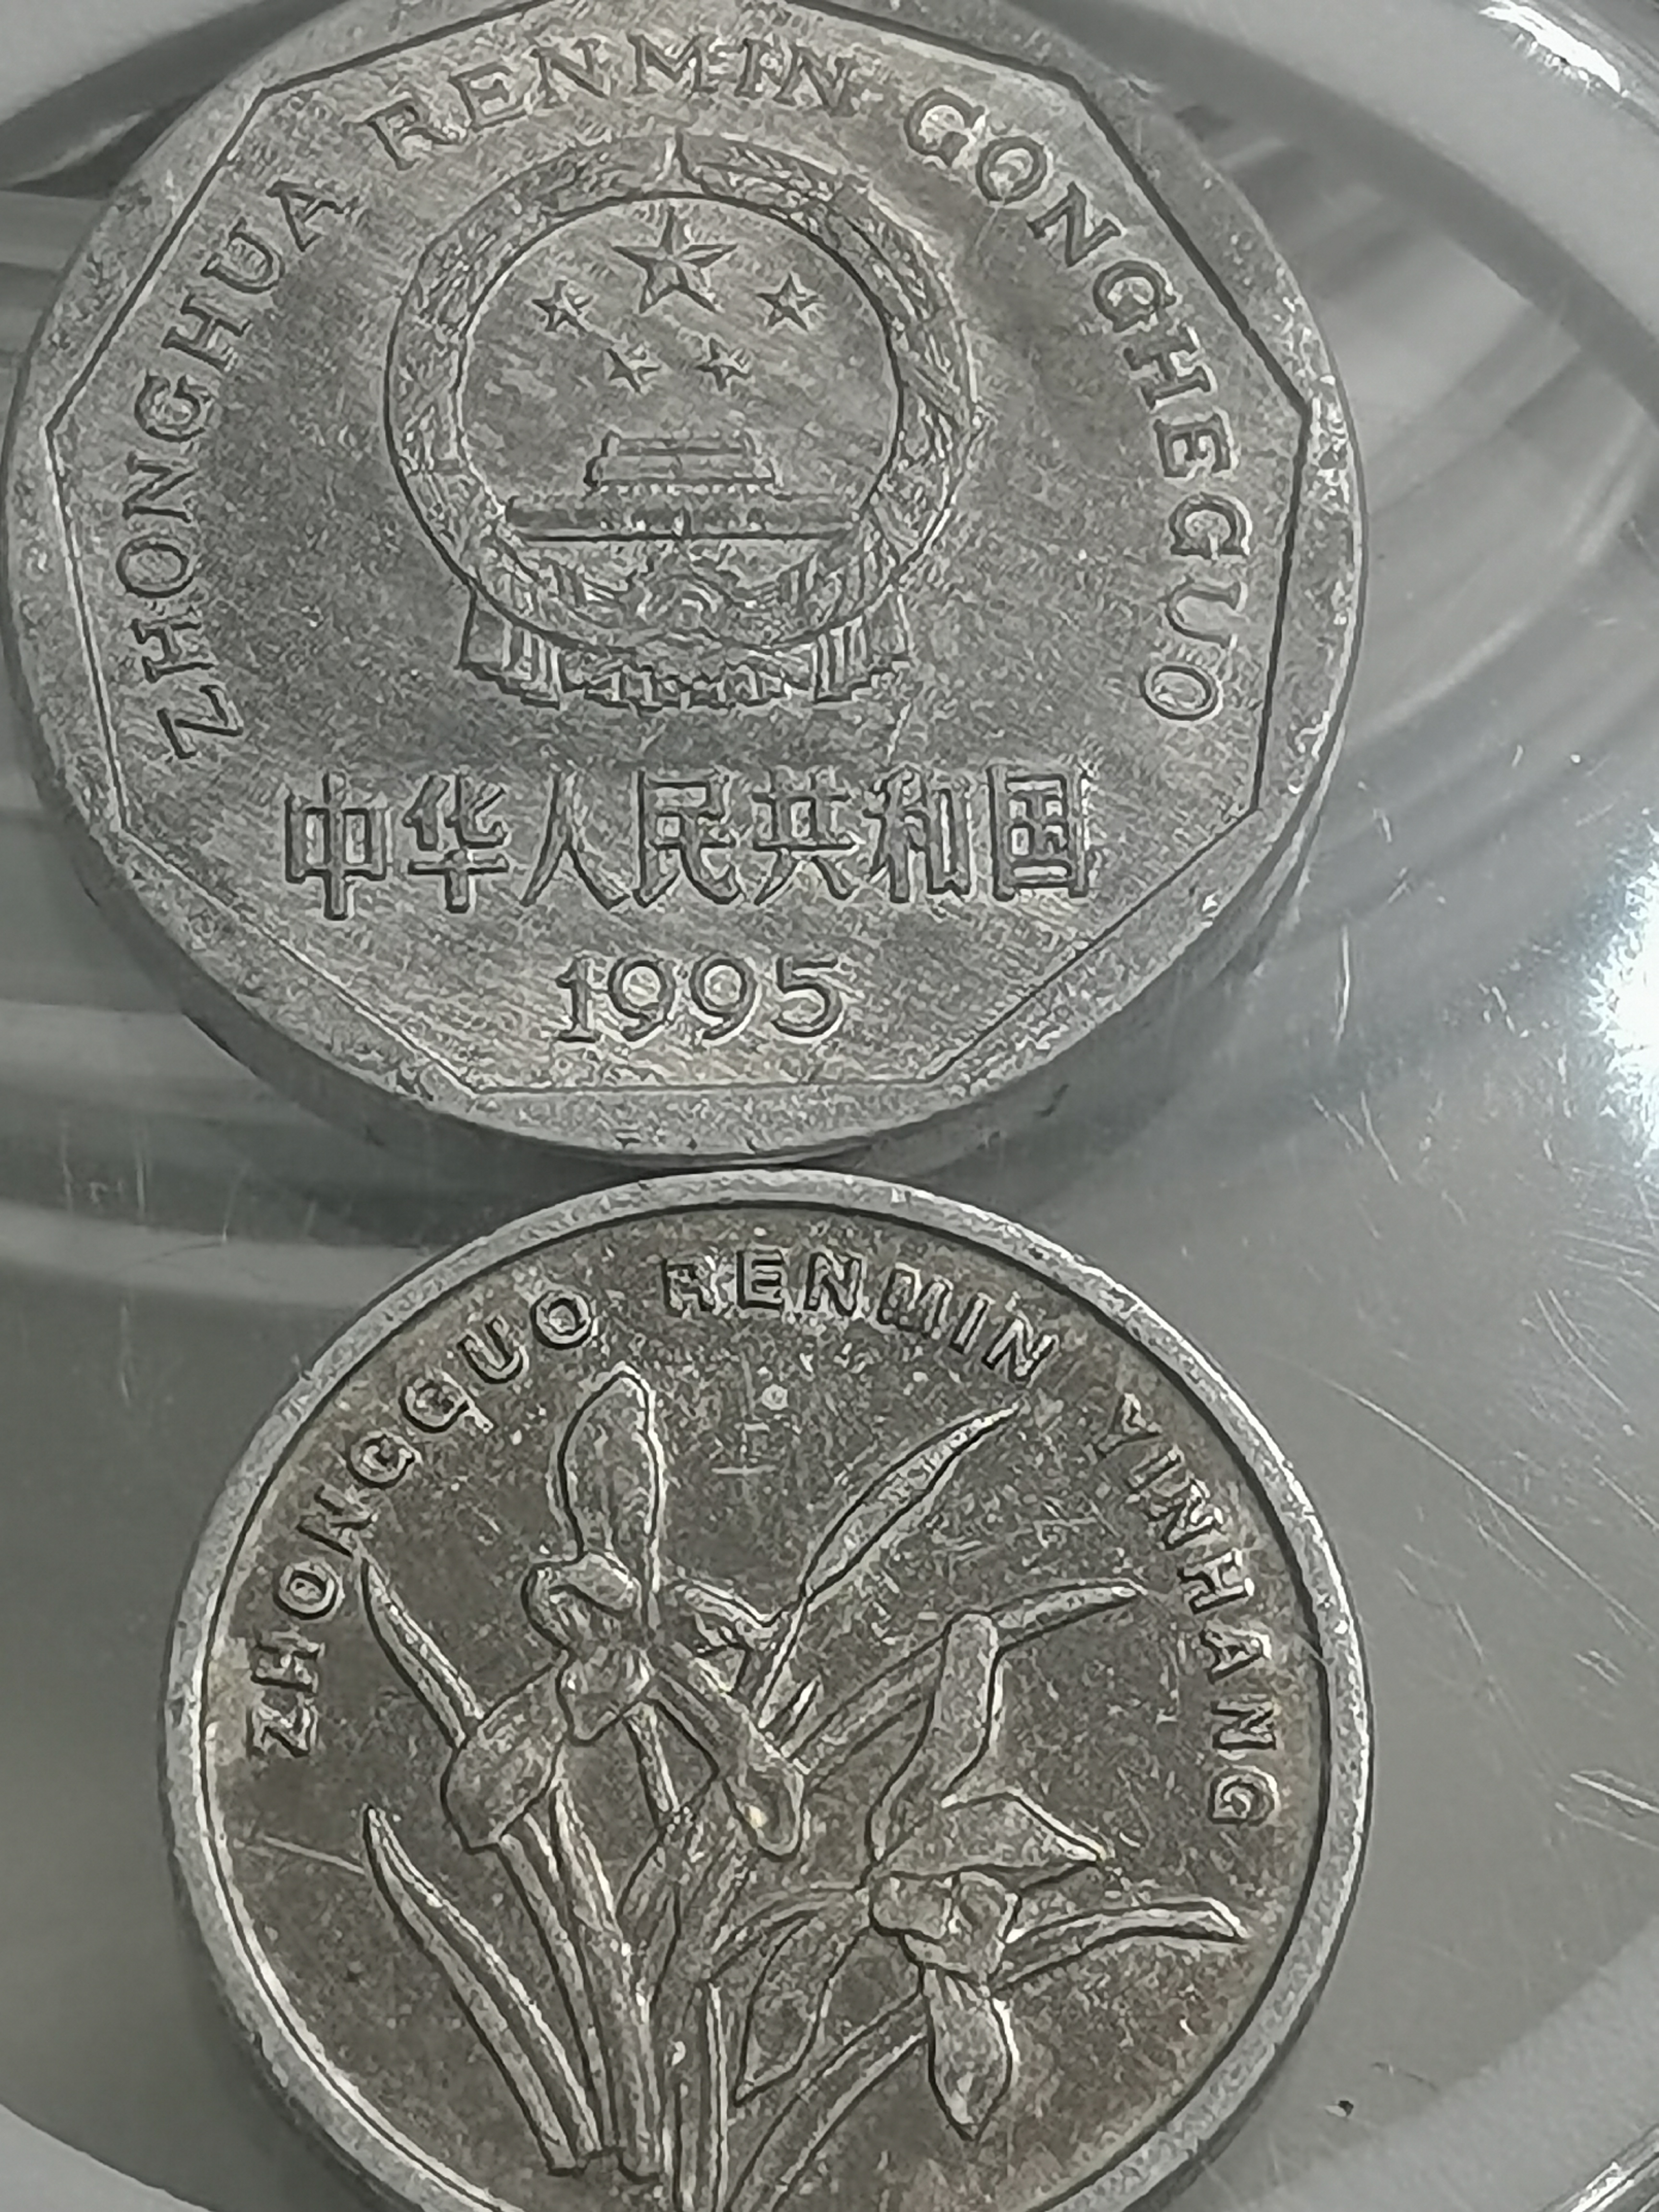 ZHONGHUA RENMIN GONGHEGUO
中华人民共和国
1995
ZHONGGUO RENMIN YINHANG